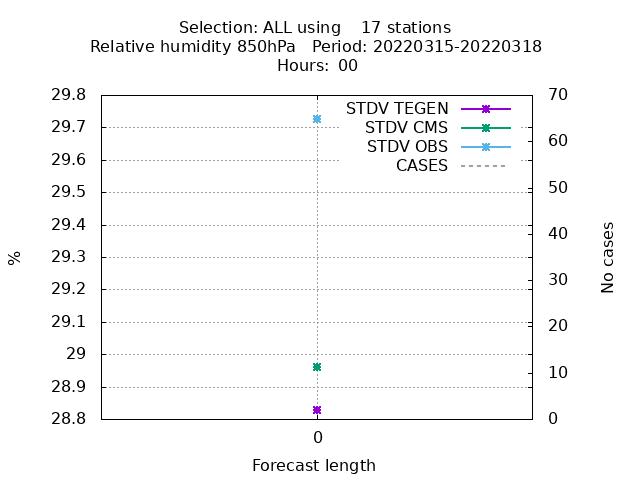 Selection: ALL using    17 stations
Relative humidity 850hPa   Period: 20220315-20220318
Hours: 00
29.8
29.7
29.6
29.5
29.4
29.3
29.2
29.1
29
28.9
28.8
%
STDV TEGEN
STDV CMS
STDV OBS
CASES
70
60
50
40
30
20
10
0
No cases
0
Forecast length